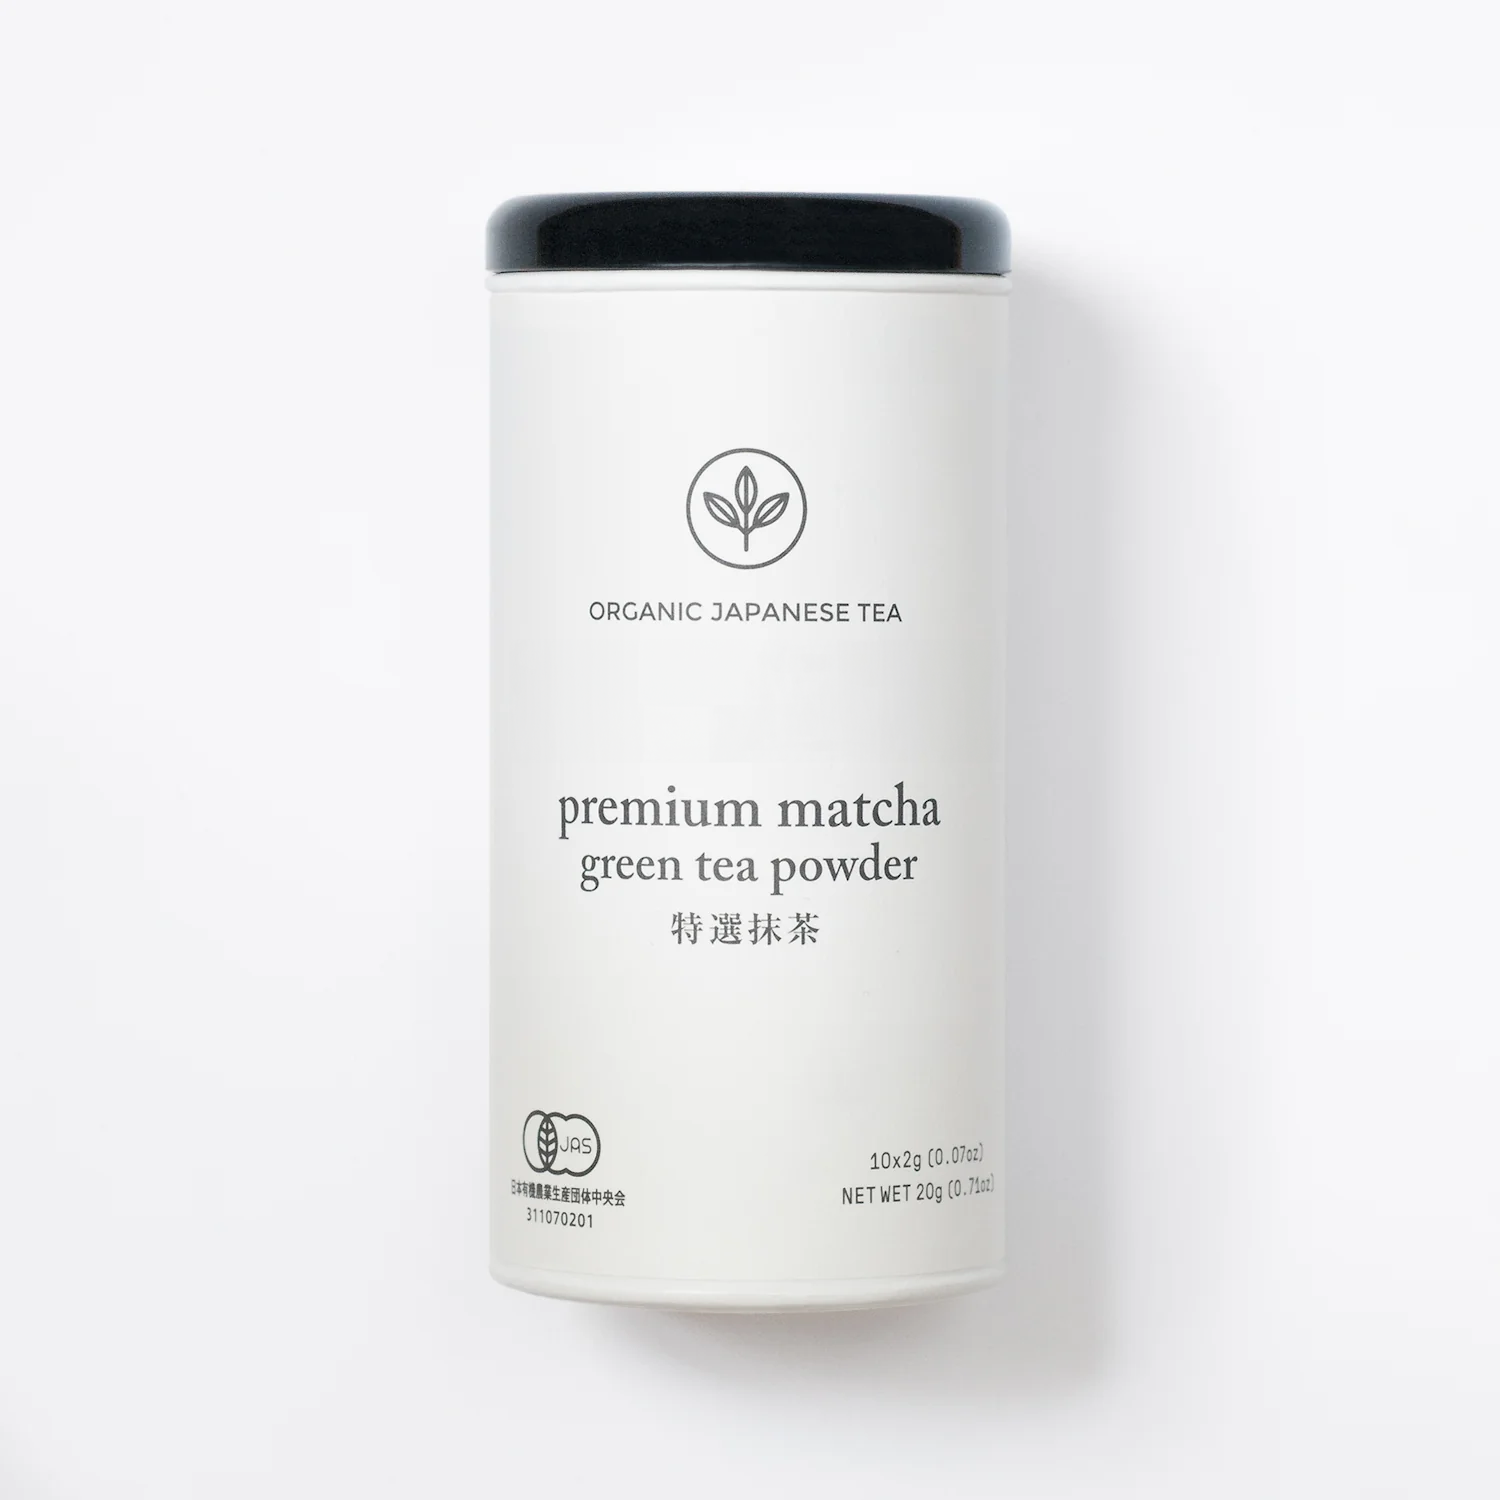 ORGANIC JAPANESE TEA
premium matcha
green tea powder
特選抹茶
JAS
日本有機農業生産団体中央会
311070201
10x2g (0.07oz)
NET WET 20g (0.71oz)